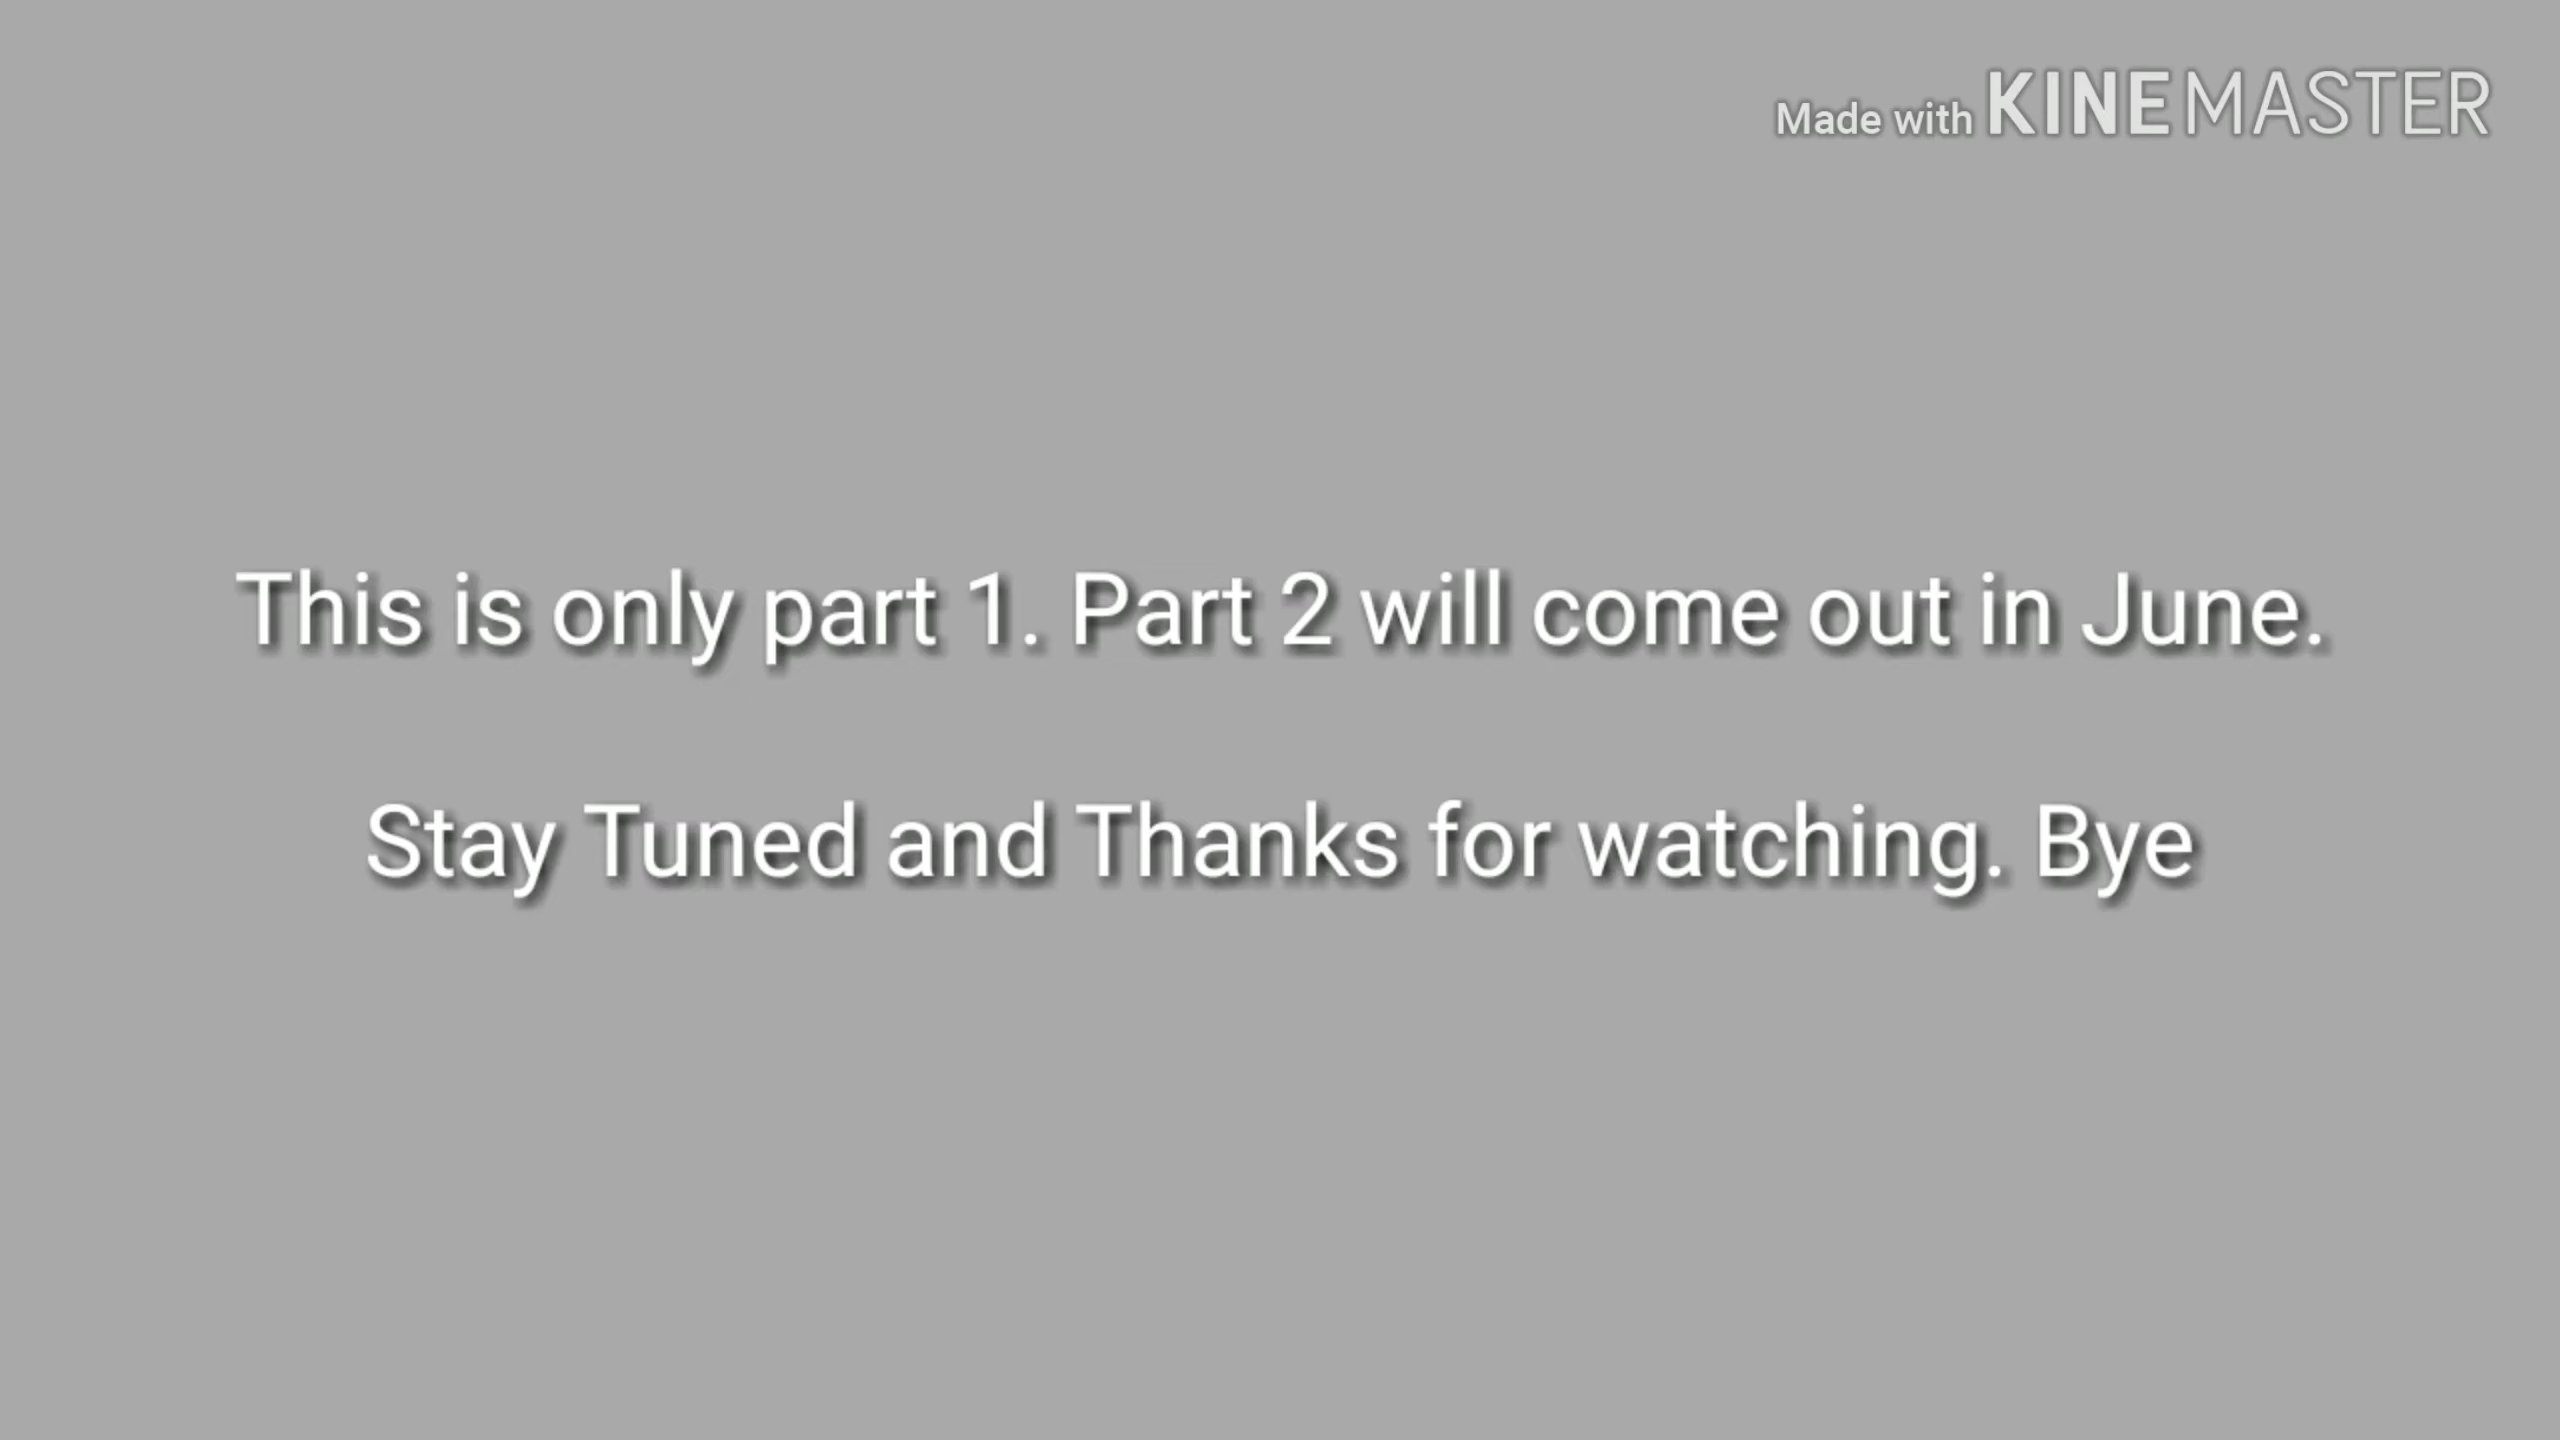 Made with KINEMASTER
This is only part 1. Part 2 will come out in June.
Stay Tuned and Thanks for watching. Bye